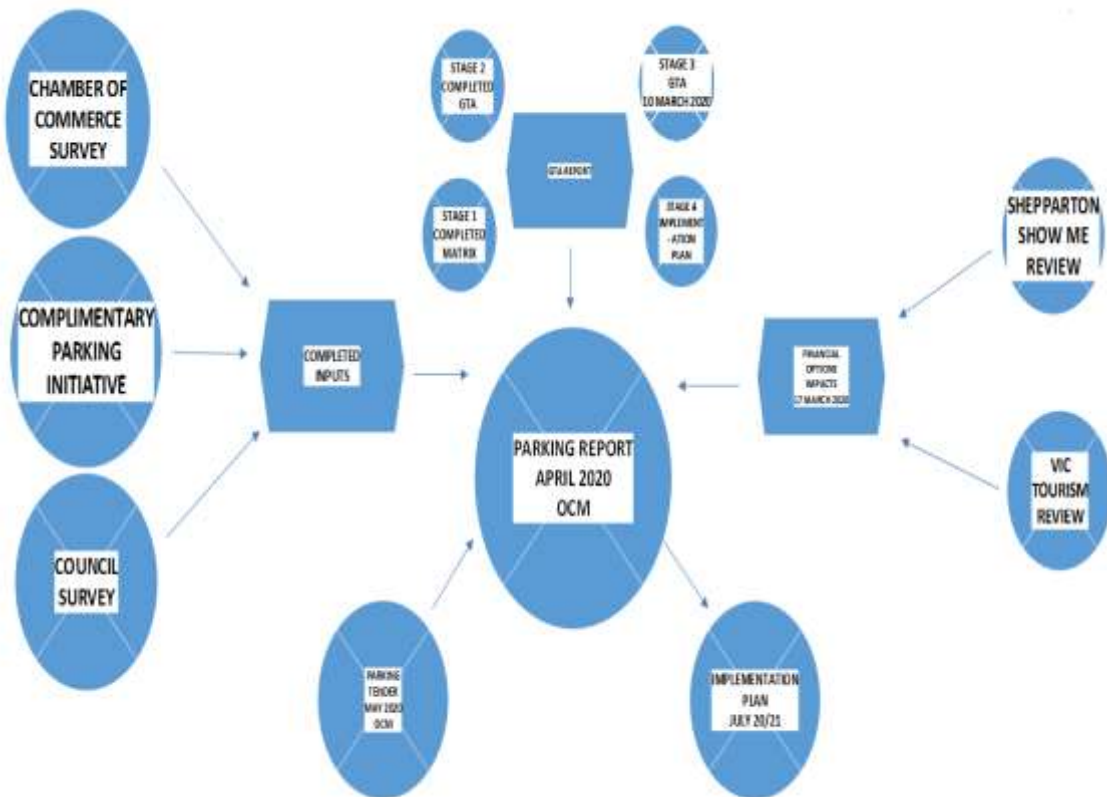 CHAMBER OF
COMMERCE
SURVEY
COMPLIMENTARY
PARKING
INITIATIVE
COUNCIL
SURVEY
COMPLETED
INPUTS
STAGE 2
COMPLETED
GTA
STAGE 3
GTA
10 MARCH 2020
GTA REPORT
STAGE 1
COMPLETED
MATRIX
STAGE 4
IMPLEMENT
- ATION
PLAN
PARKING REPORT
APRIL 2020
OCM
FINANCIAL
OPTIONS
IMPACTS
17 MARCH 2020
SHEPPARTON
SHOW ME
REVIEW
VIC
TOURISM
REVIEW
PARKING
TENDER
MAY 2020
OCM
IMPLEMENTATION
PLAN
JULY 20/21